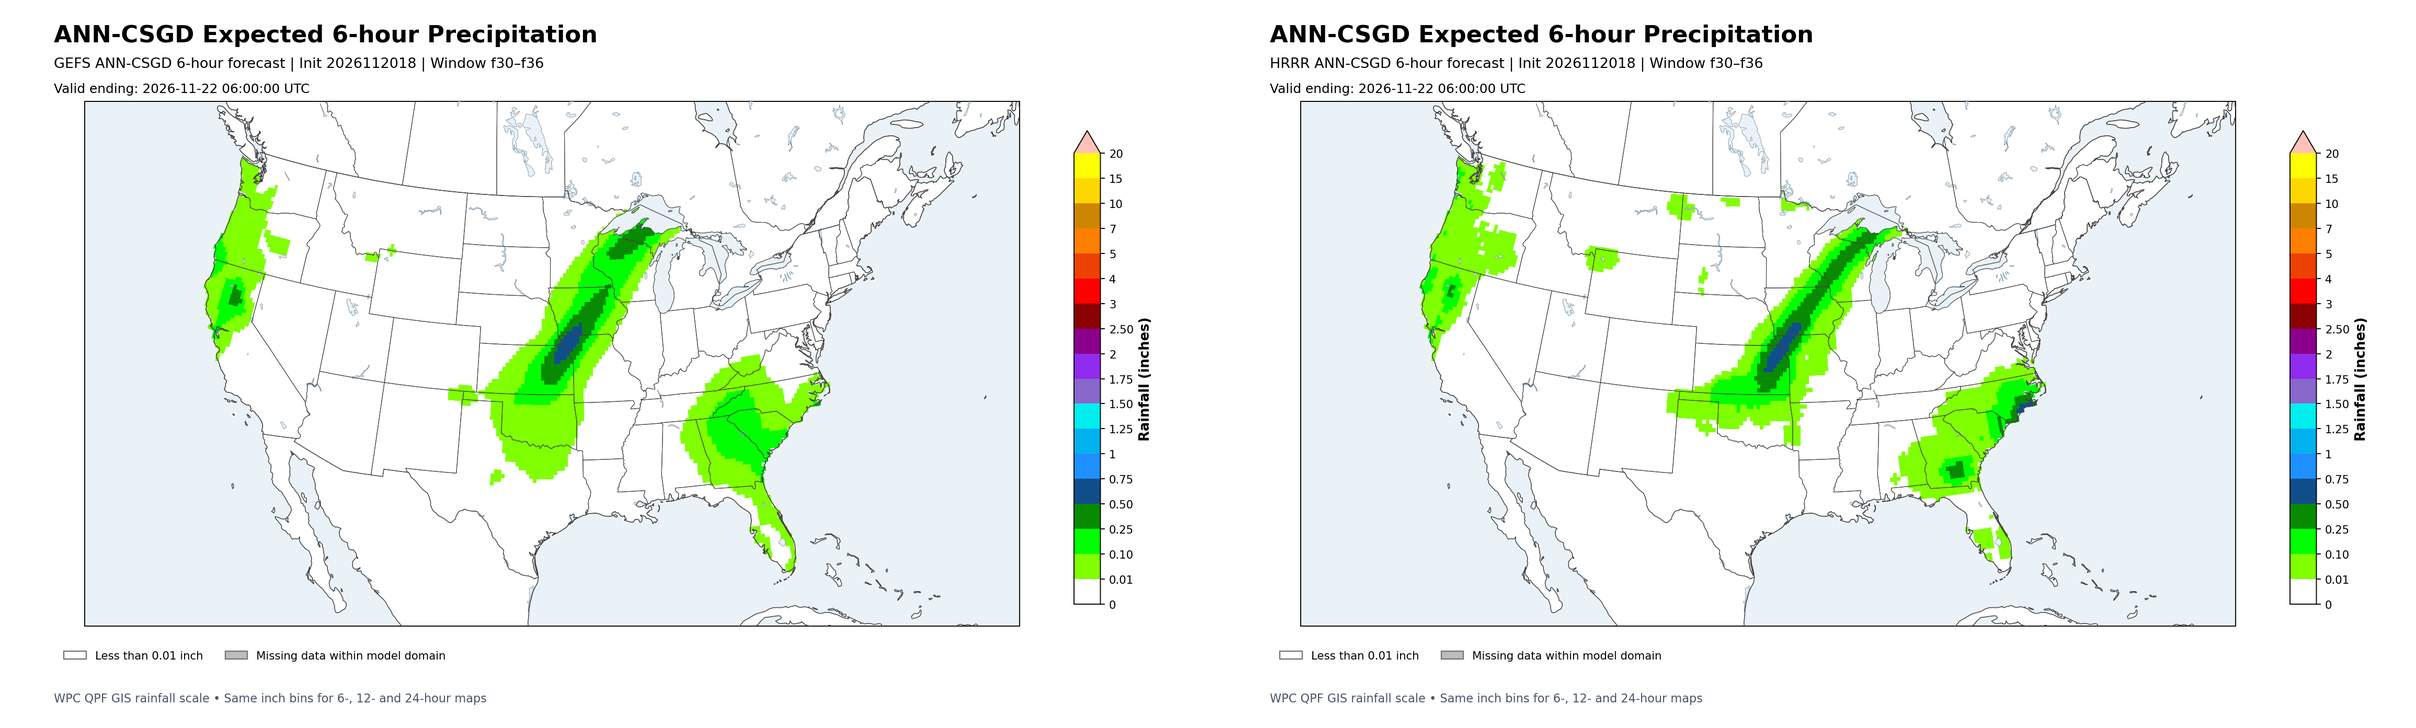 ANN-CSGD Expected 6-hour Precipitation
GEFS ANN-CSGD 6-hour forecast | Init 2026112018 | Window f30–f36
Valid ending: 2026-11-22 06:00:00 UTC
20
15
10
7
5
4
3
2.50
2
1.75
1.50
1.25
1
0.75
0.50
0.25
0.10
0.01
0
Rainfall (inches)
Less than 0.01 inch
Missing data within model domain
WPC QPF GIS rainfall scale • Same inch bins for 6-, 12- and 24-hour maps
ANN-CSGD Expected 6-hour Precipitation
HRRR ANN-CSGD 6-hour forecast | Init 2026112018 | Window f30–f36
Valid ending: 2026-11-22 06:00:00 UTC
20
15
10
7
5
4
3
2.50
2
1.75
1.50
1.25
1
0.75
0.50
0.25
0.10
0.01
0
Rainfall (inches)
Less than 0.01 inch
Missing data within model domain
WPC QPF GIS rainfall scale • Same inch bins for 6-, 12- and 24-hour maps